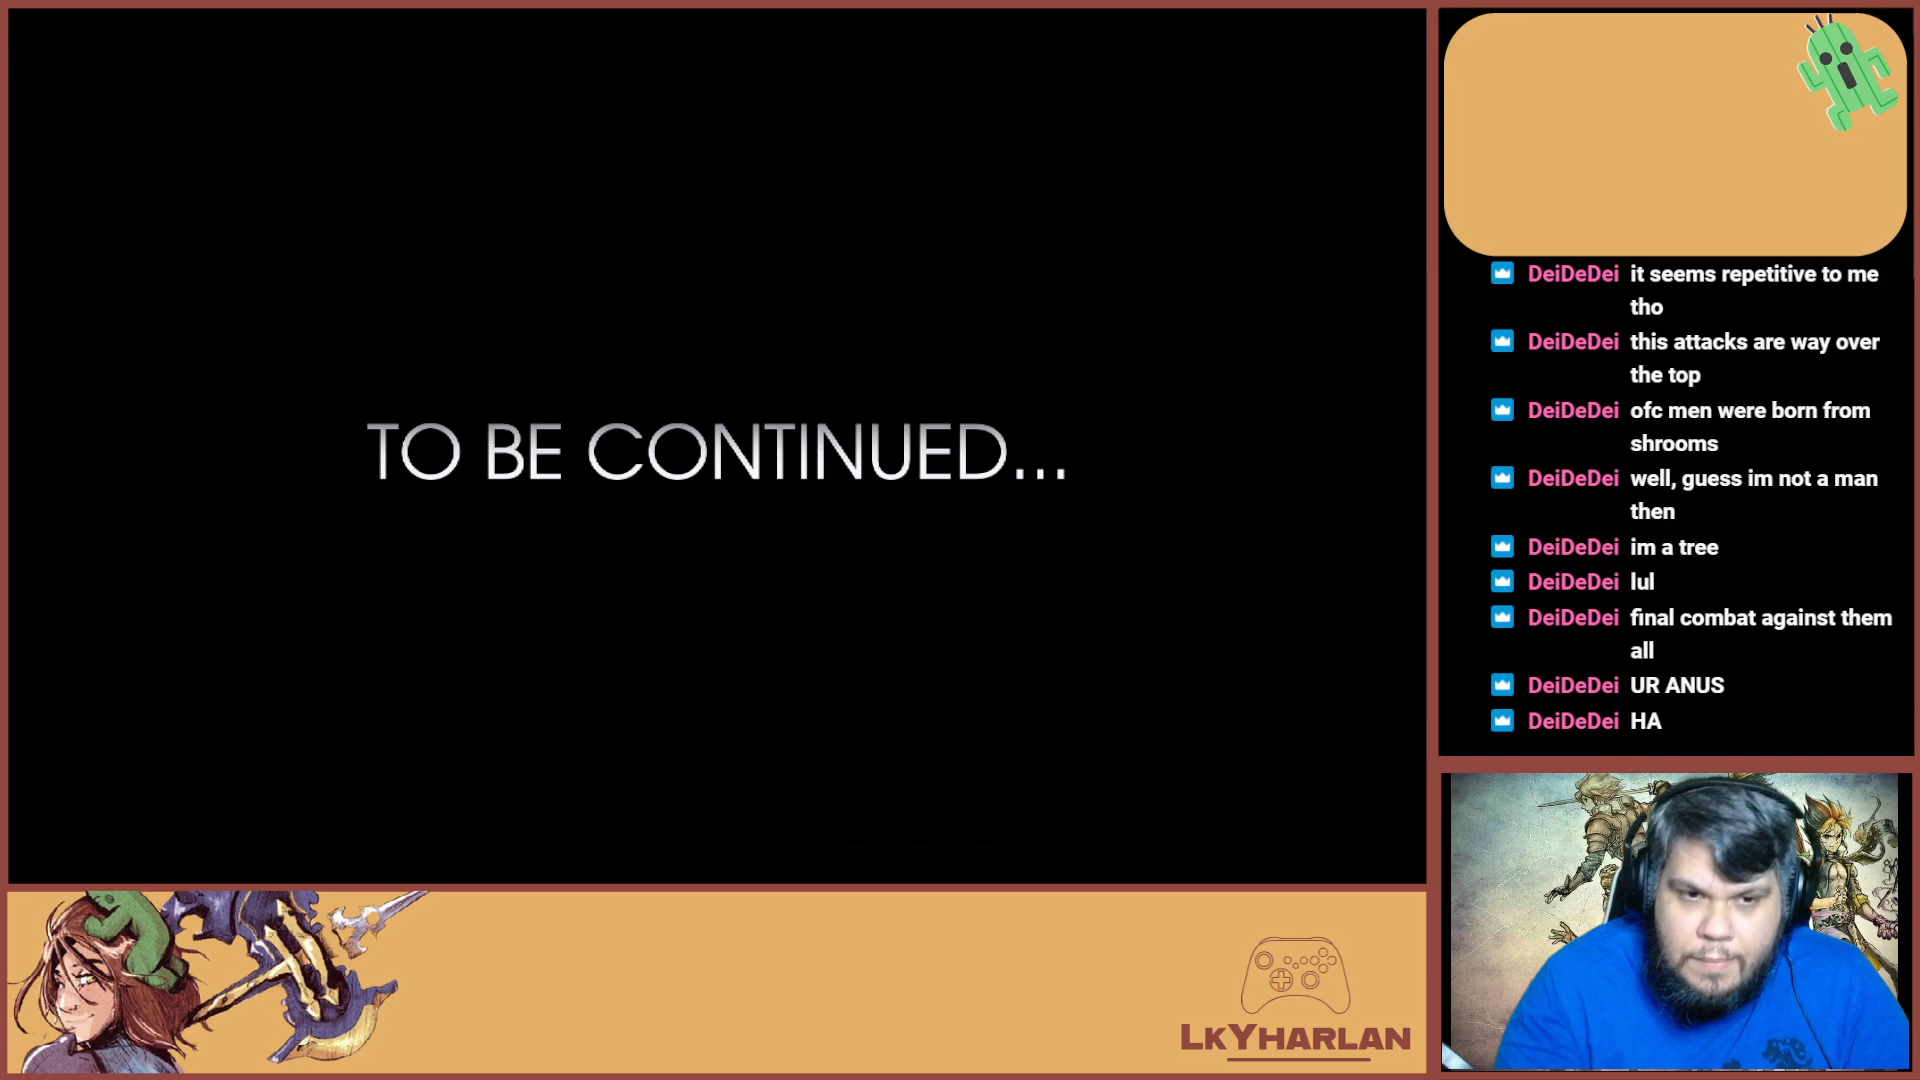 TO BE CONTINUED...
DeiDeDei it seems repetitive to me
tho
DeiDeDei this attacks are way over
the top
DeiDeDei ofc men were born from
shrooms
DeiDeDei well, guess im not a man
then
DeiDeDei im a tree
DeiDeDei lul
DeiDeDei final combat against them
all
DeiDeDei UR ANUS
DeiDeDei HA
LKYHARLAN